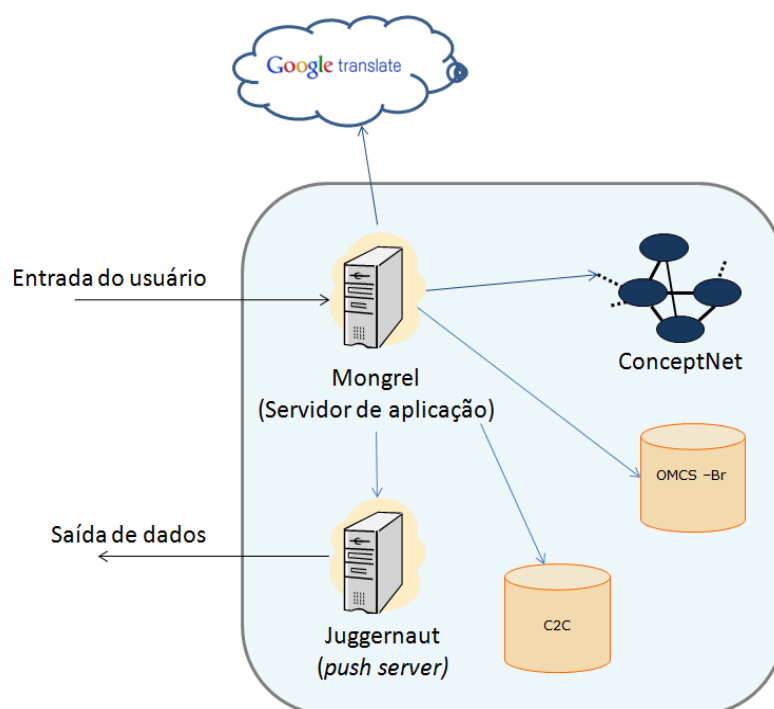 Google translate
Entrada do usuário
Mongrel
(Servidor de aplicação)
ConceptNet
OMCS –Br
Saída de dados
Juggernaut
(push server)
C2C